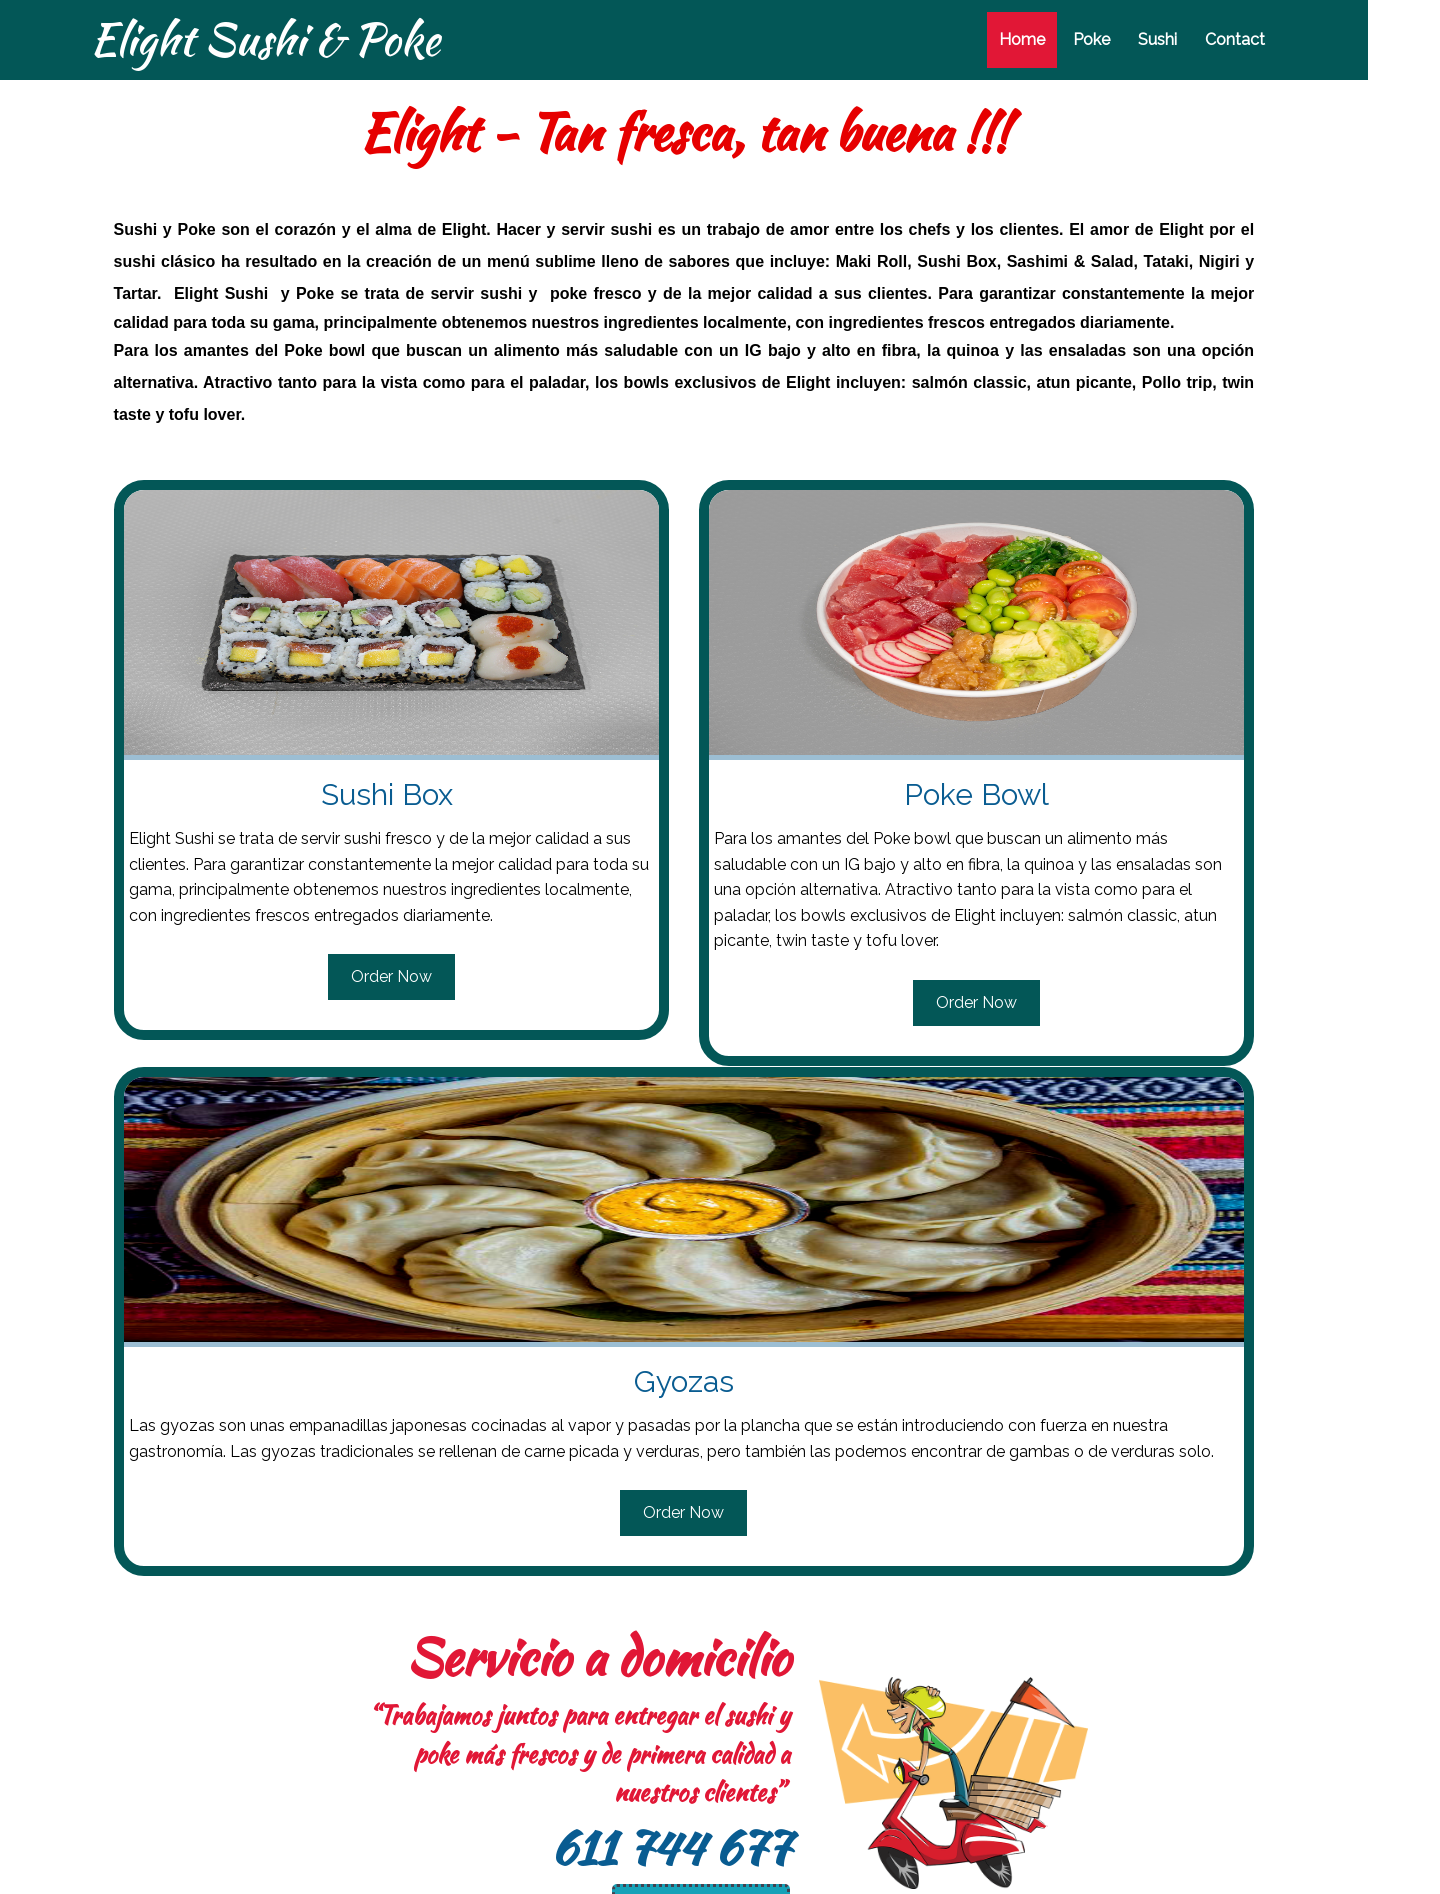 Elight Sushi & Poke
Home Poke Sushi Contact
Elight - Tan fresca, tan buena !!!
Sushi y Poke son el corazón y el alma de Elight. Hacer y servir sushi es un trabajo de amor entre los chefs y los clientes. El amor de Elight por el
sushi clásico ha resultado en la creación de un menú sublime lleno de sabores que incluye: Maki Roll, Sushi Box, Sashimi & Salad, Tataki, Nigiri y
Tartar. Elight Sushi y Poke se trata de servir sushi y poke fresco y de la mejor calidad a sus clientes. Para garantizar constantemente la mejor
calidad para toda su gama, principalmente obtenemos nuestros ingredientes localmente, con ingredientes frescos entregados diariamente.
Para los amantes del Poke bowl que buscan un alimento más saludable con un IG bajo y alto en fibra, la quinoa y las ensaladas son una opción
alternativa. Atractivo tanto para la vista como para el paladar, los bowls exclusivos de Elight incluyen: salmón classic, atun picante, Pollo trip, twin
taste y tofu lover.
Sushi Box
Elight Sushi se trata de servir sushi fresco y de la mejor calidad a sus
clientes. Para garantizar constantemente la mejor calidad para toda su
gama, principalmente obtenemos nuestros ingredientes localmente,
con ingredientes frescos entregados diariamente.
Order Now
Poke Bowl
Para los amantes del Poke bowl que buscan un alimento más
saludable con un IG bajo y alto en fibra, la quinoa y las ensaladas son
una opción alternativa. Atractivo tanto para la vista como para el
paladar, los bowls exclusivos de Elight incluyen: salmón classic, atun
picante, twin taste y tofu lover.
Order Now
Gyozas
Las gyozas son unas empanadillas japonesas cocinadas al vapor y pasadas por la plancha que se están introduciendo con fuerza en nuestra
gastronomía. Las gyozas tradicionales se rellenan de carne picada y verduras, pero también las podemos encontrar de gambas o de verduras solo.
Order Now
Servicio a domicilio
“Trabajamos juntos para entregar el sushi y
poke más frescos y de primera calidad a
nuestros clientes”
611 744 677